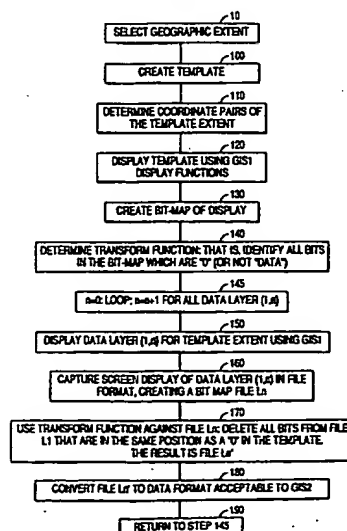 10
SELECT GEOGRAPHIC EXTENT
100
CREATE TEMPLATE
110
DETERMINE COORDINATE PAIRS OF
THE TEMPLATE EXTENT
120
DISPLAY TEMPLATE USING GIS1
DISPLAY FUNCTIONS
130
CREATE BIT-MAP OF DISPLAY
140
DETERMINE TRANSFORM FUNCTION: THAT IS, IDENTIFY ALL BITS
IN THE BIT-MAP WHICH ARE "0" (OR NOT "DATA")
145
n=0: LOOP; n=n+1 FOR ALL DATA LAYER (1,n)
150
DISPLAY DATA LAYER (1,n) FOR TEMPLATE EXTENT USING GIS1
160
CAPTURE SCREEN DISPLAY OF DATA LAYER (1,n) IN FILE
FORMAT, CREATING A BIT MAP FILE Ln
170
USE TRANSFORM FUNCTION AGAINST FILE Ln: DELETE ALL BITS FROM FILE
L1 THAT ARE IN THE SAME POSITION AS A "0" IN THE TEMPLATE.
THE RESULT IS FILE Ln'
180
CONVERT FILE Ln' TO DATA FORMAT ACCEPTABLE TO GIS2
190
RETURN TO STEP 145